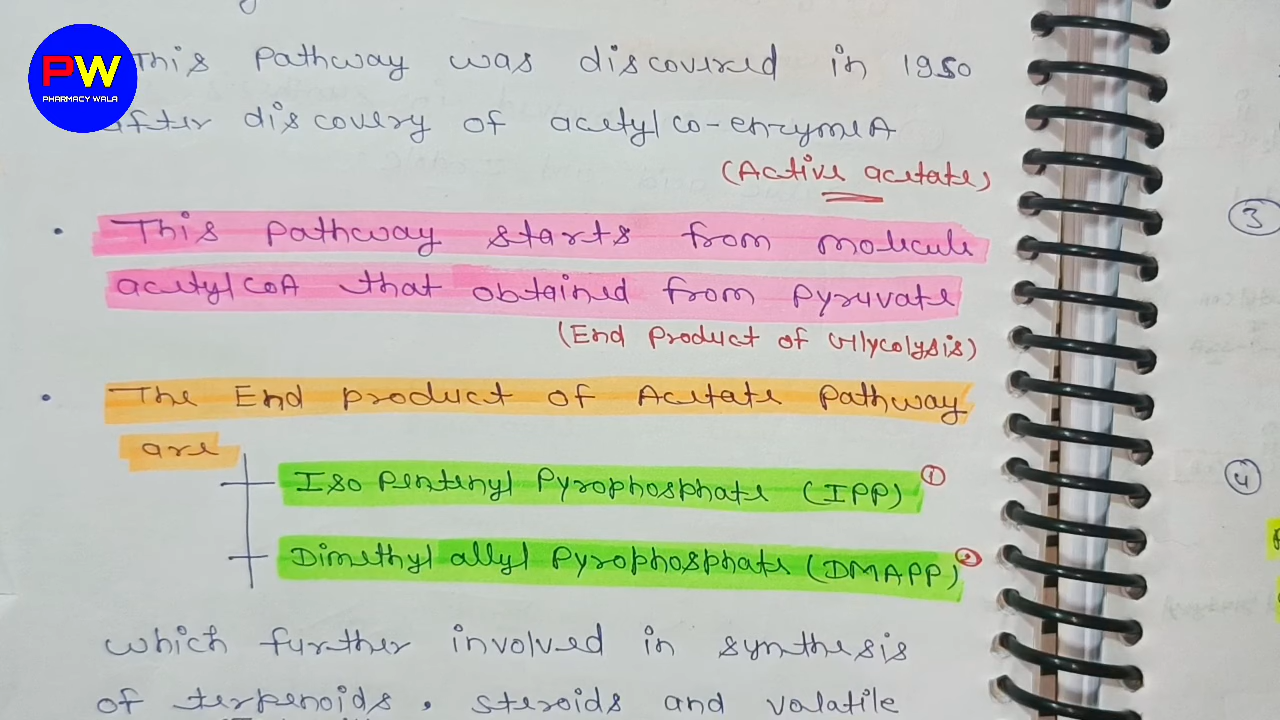 PW
PHARMACY WALA
This Pathway was discovered in 1950
after discovery of acetyl co-enzymeA
(Active acetate)
• This Pathway starts from molecule
acetylCoA that obtained from Pyruvate
(End Product of Glycolysis)
• The End product of Acetate Pathway
are
Iso Pentenyl Pyrophosphate (IPP) 1
Dimethyl allyl Pyrophosphate (DMAPP) 2
which further involved in synthesis
of terpenoids, steroids and volatile
3
4